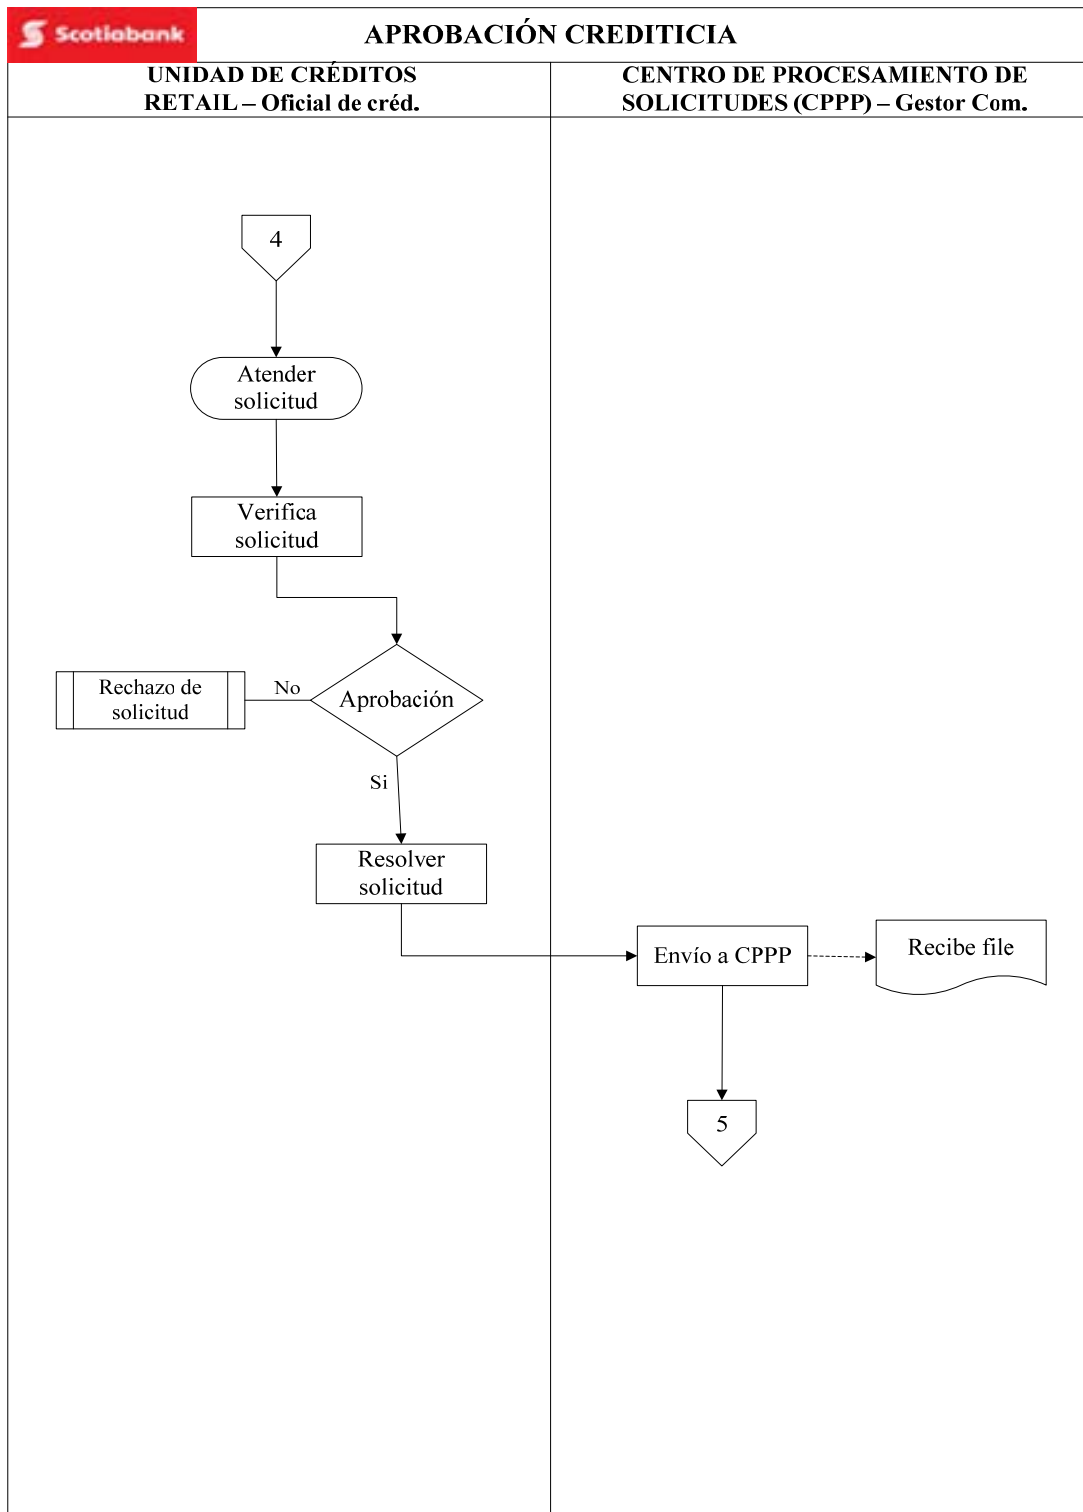 Scotiabank
APROBACIÓN CREDITICIA
UNIDAD DE CRÉDITOS
RETAIL – Oficial de créd.
CENTRO DE PROCESAMIENTO DE
SOLICITUDES (CPPP) – Gestor Com.
4
Atender
solicitud
Verifica
solicitud
Rechazo de
solicitud
No
Aprobación
Si
Resolver
solicitud
Envío a CPPP
Recibe file
5